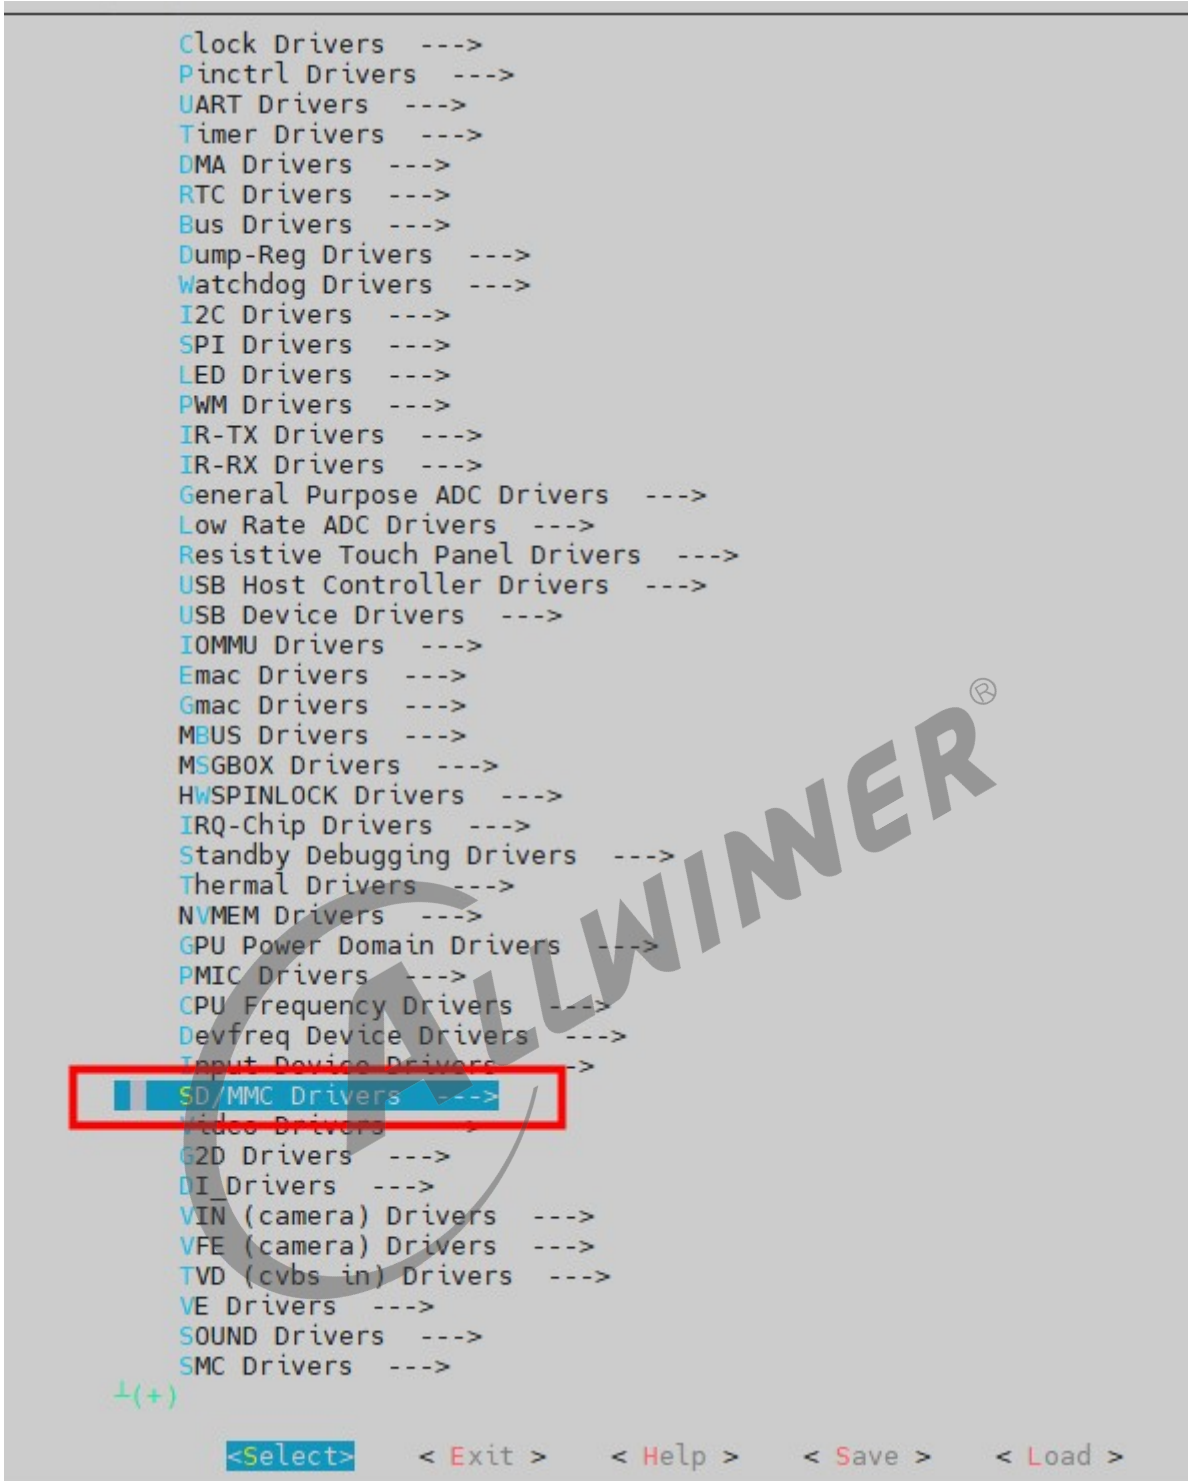 Clock Drivers  --->
Pinctrl Drivers  --->
UART Drivers  --->
Timer Drivers  --->
DMA Drivers  --->
RTC Drivers  --->
Bus Drivers  --->
Dump-Reg Drivers  --->
Watchdog Drivers  --->
I2C Drivers  --->
SPI Drivers  --->
LED Drivers  --->
PWM Drivers  --->
IR-TX Drivers  --->
IR-RX Drivers  --->
General Purpose ADC Drivers  --->
Low Rate ADC Drivers  --->
Resistive Touch Panel Drivers  --->
USB Host Controller Drivers  --->
USB Device Drivers  --->
IOMMU Drivers  --->
Emac Drivers  --->
Gmac Drivers  --->
MBUS Drivers  --->
MSGBOX Drivers  --->
HWSPINLOCK Drivers  --->
IRQ-Chip Drivers  --->
Standby Debugging Drivers  --->
Thermal Drivers  --->
NVMEM Drivers  --->
GPU Power Domain Drivers  --->
PMIC Drivers  --->
CPU Frequency Drivers  --->
Devfreq Device Drivers  --->
Input Device Drivers  --->
SD/MMC Drivers  --->
Video Drivers  --->
G2D Drivers  --->
DI_Drivers  --->
VIN (camera) Drivers  --->
VFE (camera) Drivers  --->
TVD (cvbs in) Drivers  --->
VE Drivers  --->
SOUND Drivers  --->
SMC Drivers  --->
┴(+)
<Select>    < Exit >    < Help >    < Save >    < Load >
ALLWINNER®